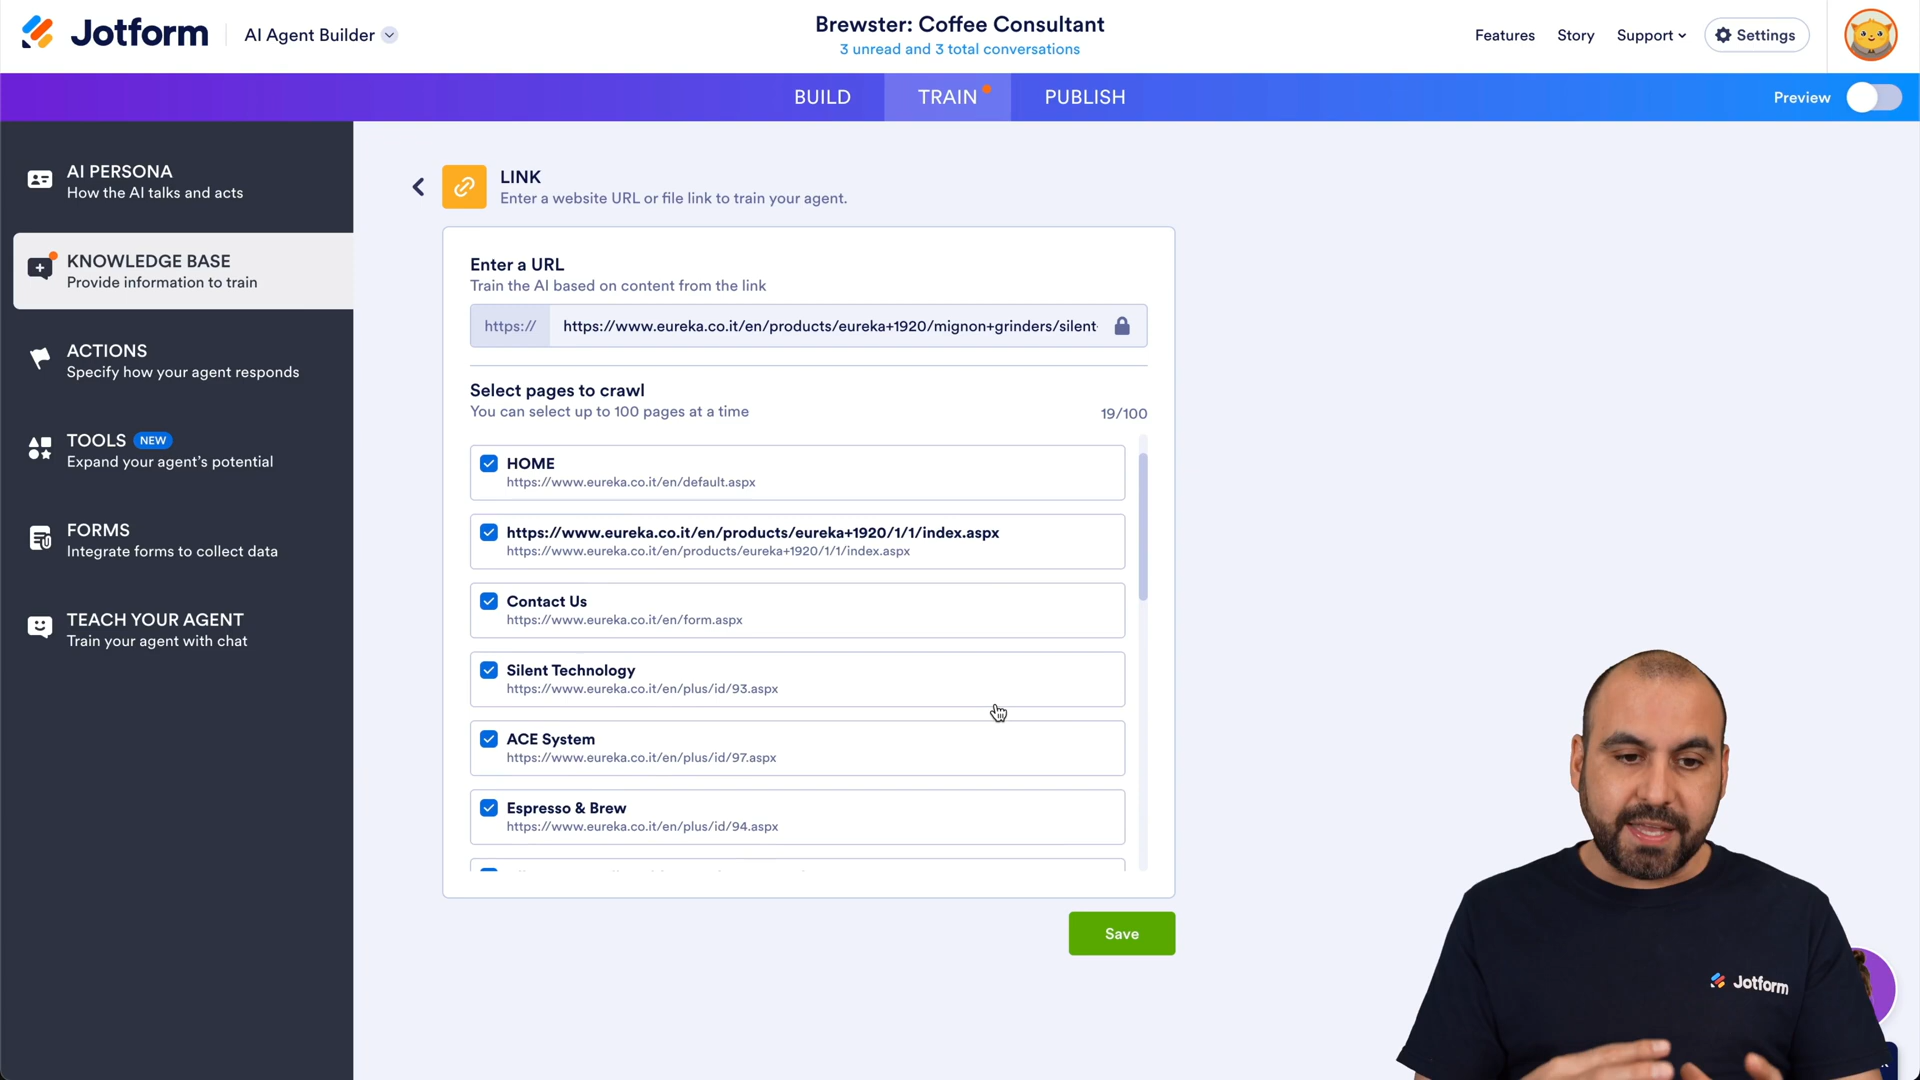 Jotform
AI Agent Builder
Brewster: Coffee Consultant
3 unread and 3 total conversations
Features
Story
Support
Settings
BUILD
TRAIN
PUBLISH
Preview
AI PERSONA
How the AI talks and acts
KNOWLEDGE BASE
Provide information to train
ACTIONS
Specify how your agent responds
TOOLS NEW
Expand your agent's potential
FORMS
Integrate forms to collect data
TEACH YOUR AGENT
Train your agent with chat
LINK
Enter a website URL or file link to train your agent.
Enter a URL
Train the AI based on content from the link
https:// https://www.eureka.co.it/en/products/eureka+1920/mignon+grinders/silent-
Select pages to crawl
You can select up to 100 pages at a time
19/100
HOME
https://www.eureka.co.it/en/default.aspx
https://www.eureka.co.it/en/products/eureka+1920/1/1/index.aspx
https://www.eureka.co.it/en/products/eureka+1920/1/1/index.aspx
Contact Us
https://www.eureka.co.it/en/form.aspx
Silent Technology
https://www.eureka.co.it/en/plus/id/93.aspx
ACE System
https://www.eureka.co.it/en/plus/id/97.aspx
Espresso & Brew
https://www.eureka.co.it/en/plus/id/94.aspx
Save
Jotform